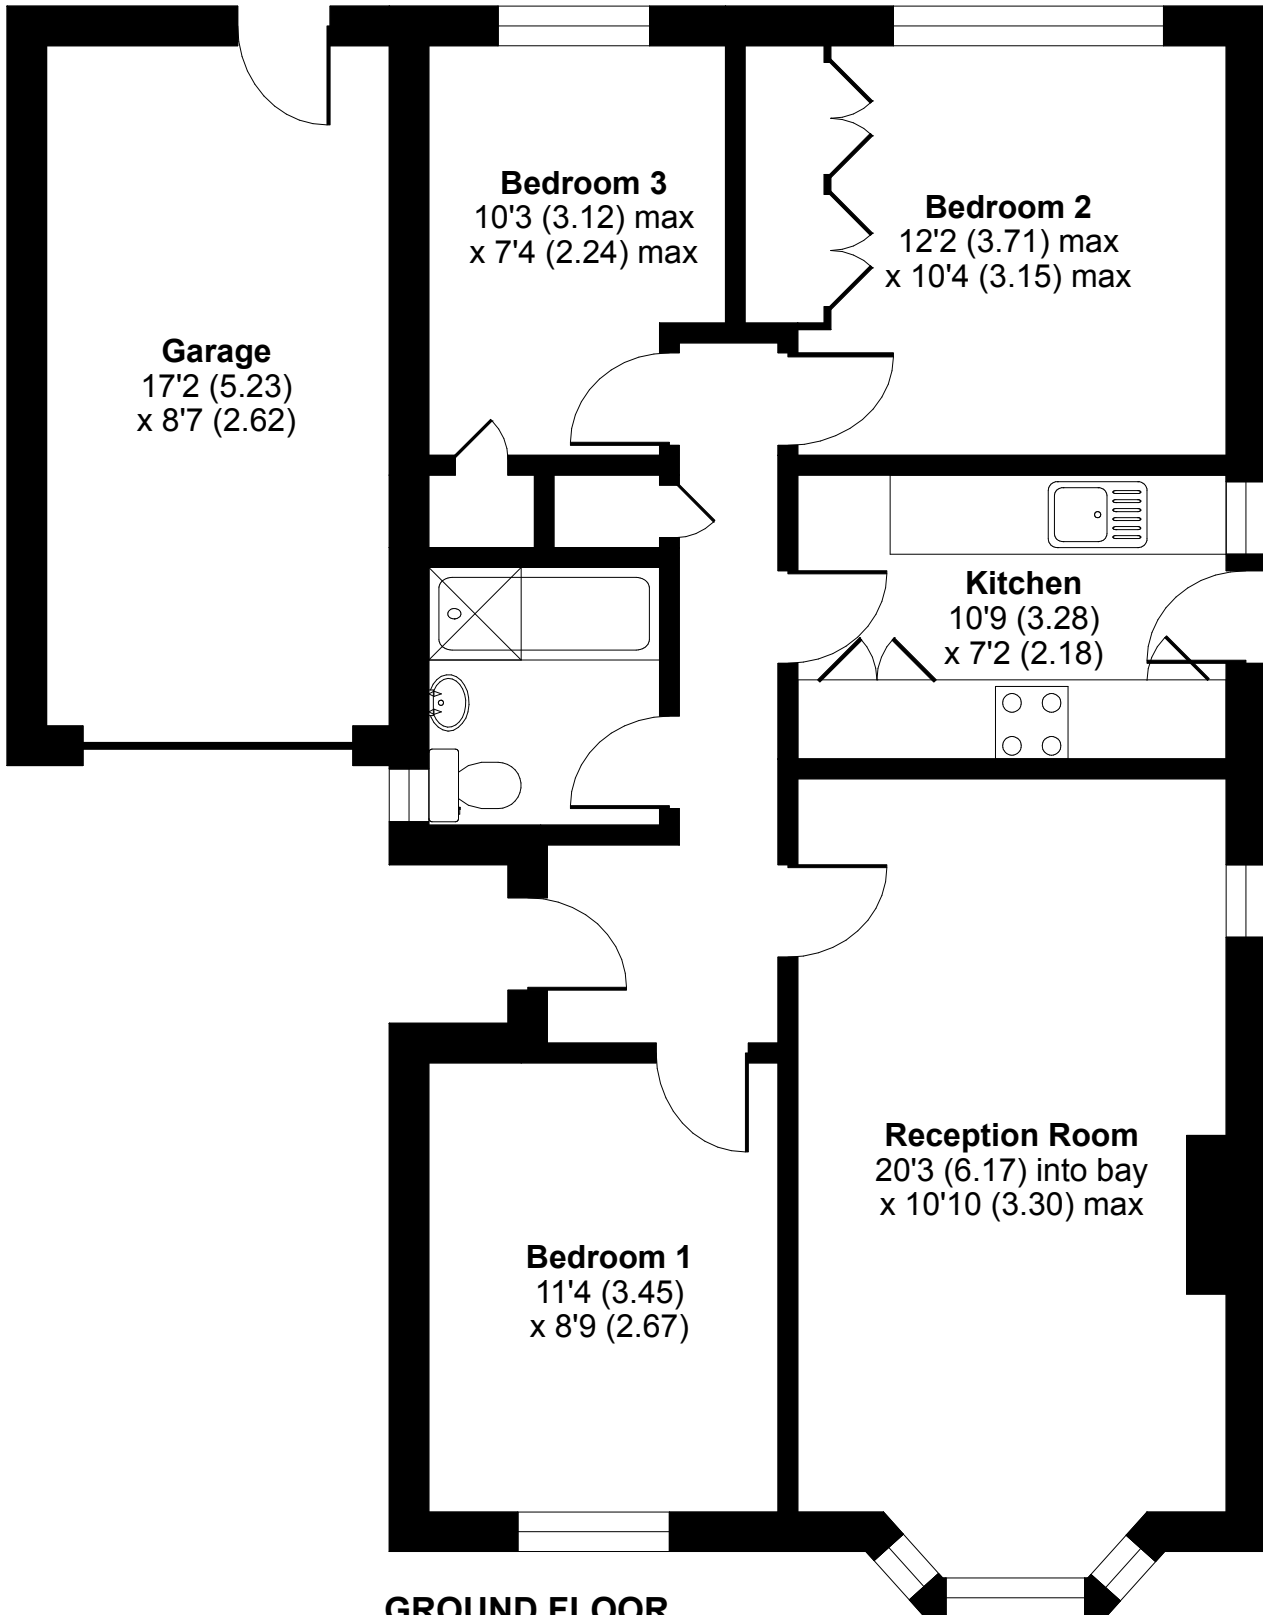 Bedroom 3
10'3 (3.12) max
x 7'4 (2.24) max
Bedroom 2
12'2 (3.71) max
x 10'4 (3.15) max
Garage
17'2 (5.23)
x 8'7 (2.62)
Kitchen
10'9 (3.28)
x 7'2 (2.18)
Reception Room
20'3 (6.17) into bay
x 10'10 (3.30) max
Bedroom 1
11'4 (3.45)
x 8'9 (2.67)
GROUND FLOOR